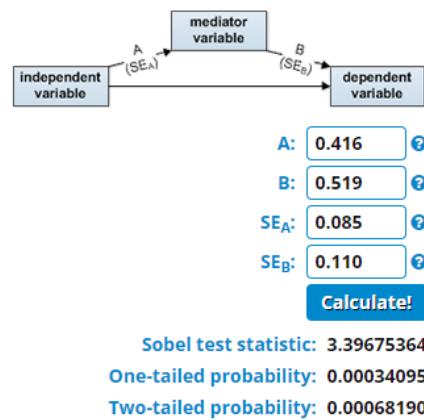 mediator
variable
A
(SEA)
B
(SEB)
independent
variable
dependent
variable
A: 0.416 ?
B: 0.519 ?
SEA: 0.085 ?
SEB: 0.110 ?
Calculate!
Sobel test statistic: 3.39675364
One-tailed probability: 0.00034095
Two-tailed probability: 0.00068190